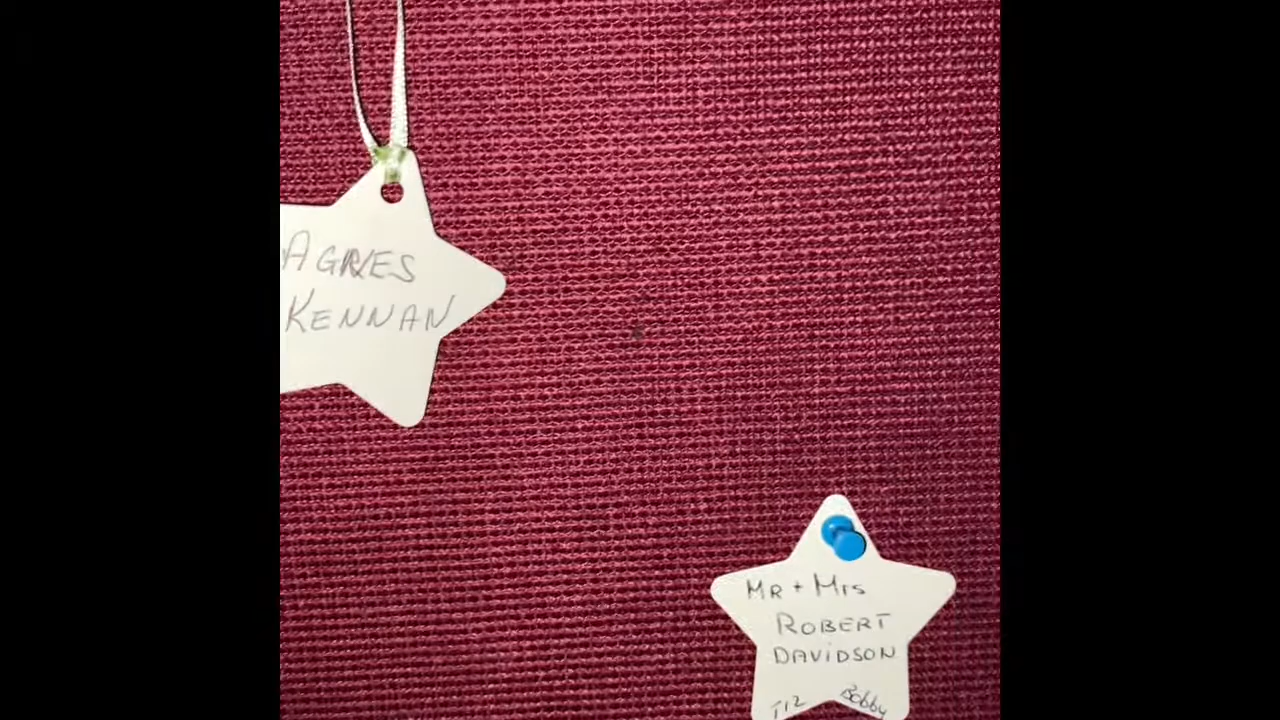 AGNES
KENNAN
MR + Mrs
ROBERT
DAVIDSON
Bobby